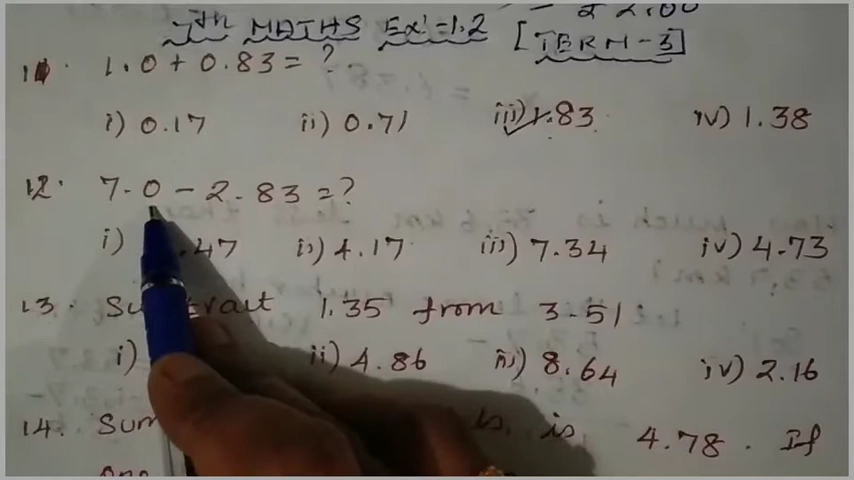 7th MATHS Ex=1.2 [TERM-3]
11. 1.0 + 0.83 = ?
i) 0.17 ii) 0.71 iii) 1.83 iv) 1.38
12. 7.0 - 2.83 = ?
i) .47 ii) 4.17 iii) 7.34 iv) 4.73
13. Subtract 1.35 from 3.51
i) ii) 4.86 iii) 8.64 iv) 2.16
14. Sum is 4.78. If
one